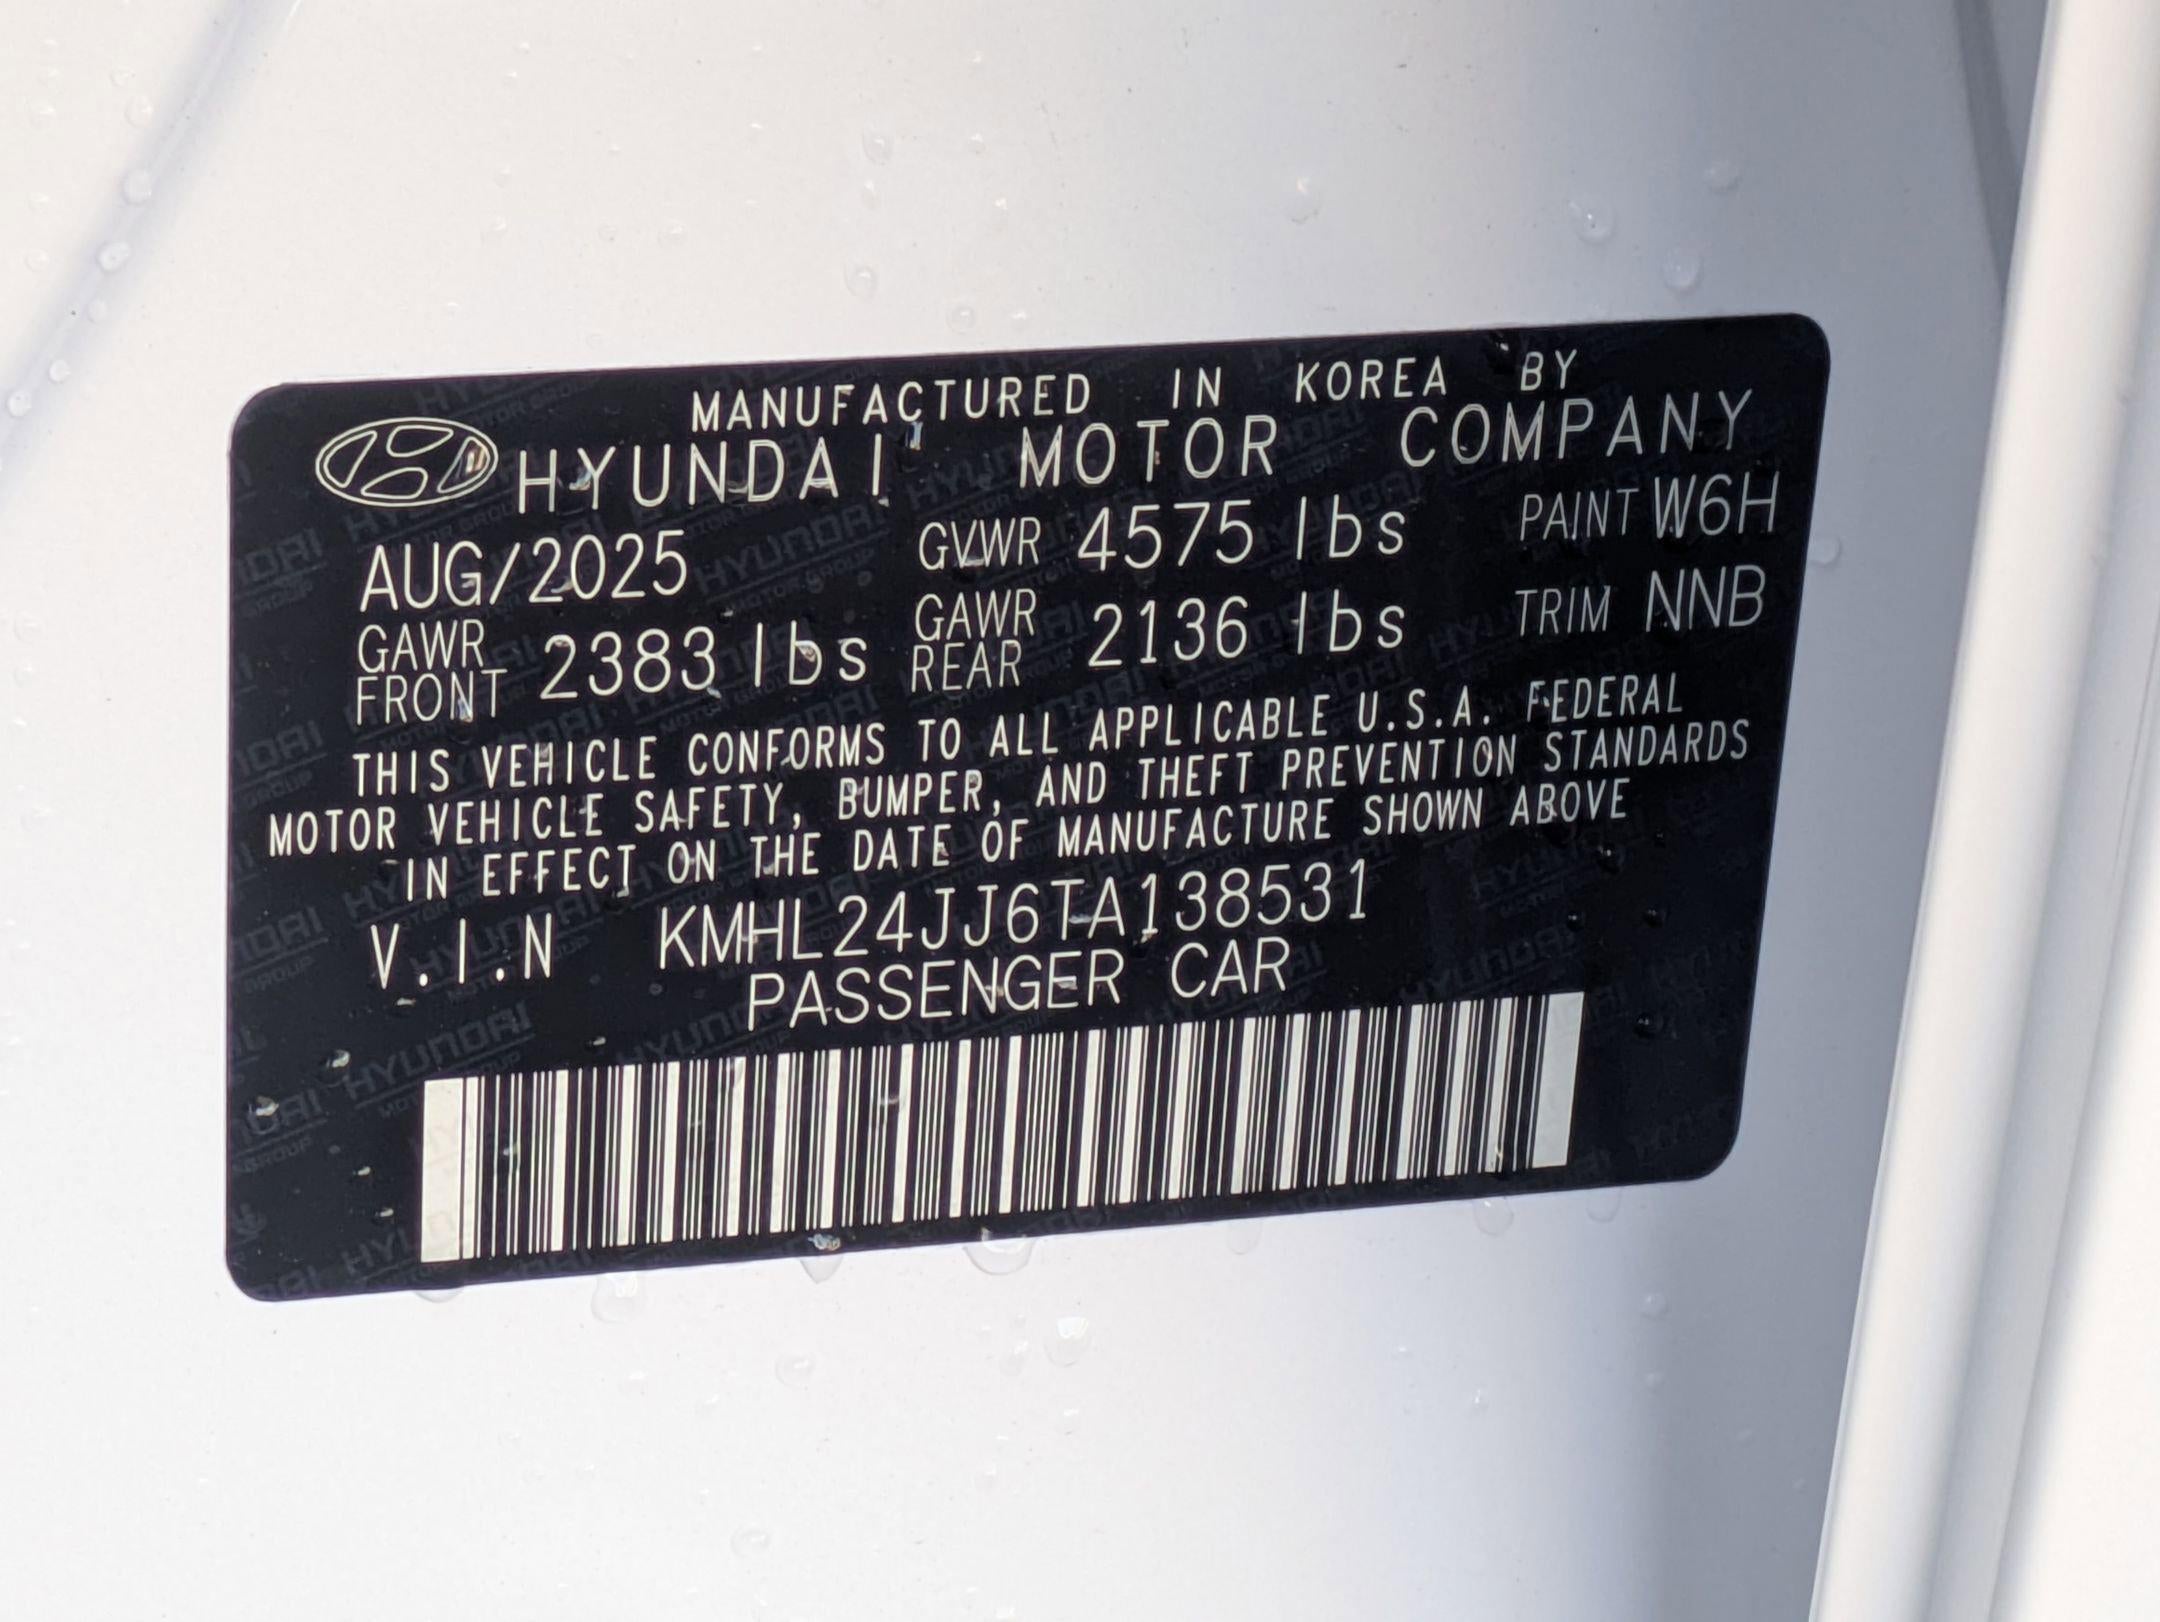 MANUFACTURED IN KOREA BY
HYUNDAI MOTOR COMPANY
AUG/2025 GVWR 4575 lbs PAINT W6H
GAWR FRONT 2383 lbs GAWR REAR 2136 lbs TRIM NNB
THIS VEHICLE CONFORMS TO ALL APPLICABLE U.S.A. FEDERAL
MOTOR VEHICLE SAFETY, BUMPER, AND THEFT PREVENTION STANDARDS
IN EFFECT ON THE DATE OF MANUFACTURE SHOWN ABOVE
V.I.N KMHL24JJ6TA138531
PASSENGER CAR